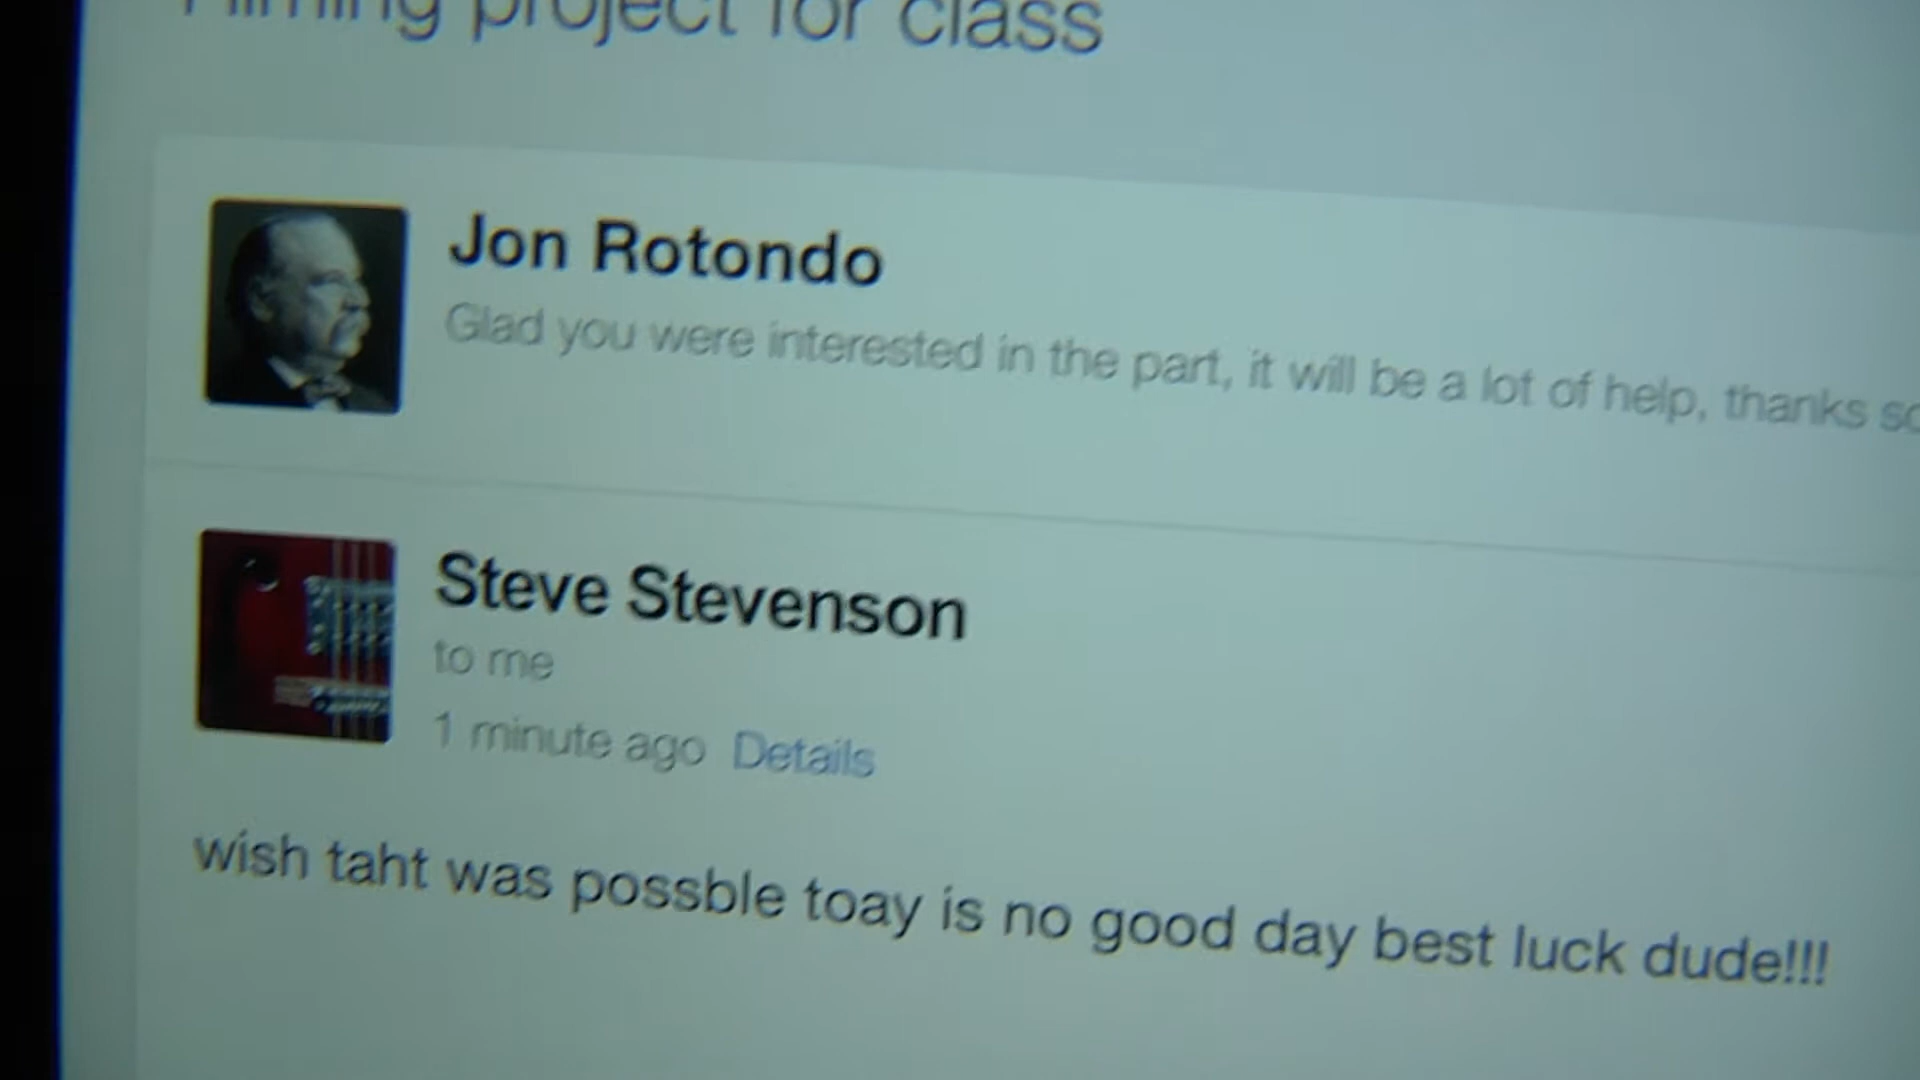 Filming project for class
Jon Rotondo
Glad you were interested in the part, it will be a lot of help, thanks so
Steve Stevenson
to me
1 minute ago Details
wish taht was possble toay is no good day best luck dude!!!